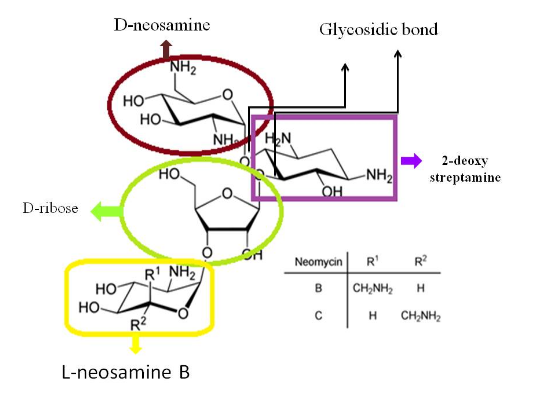 D-neosamine
Glycosidic bond
NH₂
HO
O
HO
NH₂
H₂N
O
O
NH₂
OH
2-deoxy
streptamine
HO
O
D-ribose
O
OH
R¹ NH₂
HO
HO
O
R²
Neomycin R¹ R²
B CH₂NH₂ H
C H CH₂NH₂
L-neosamine B